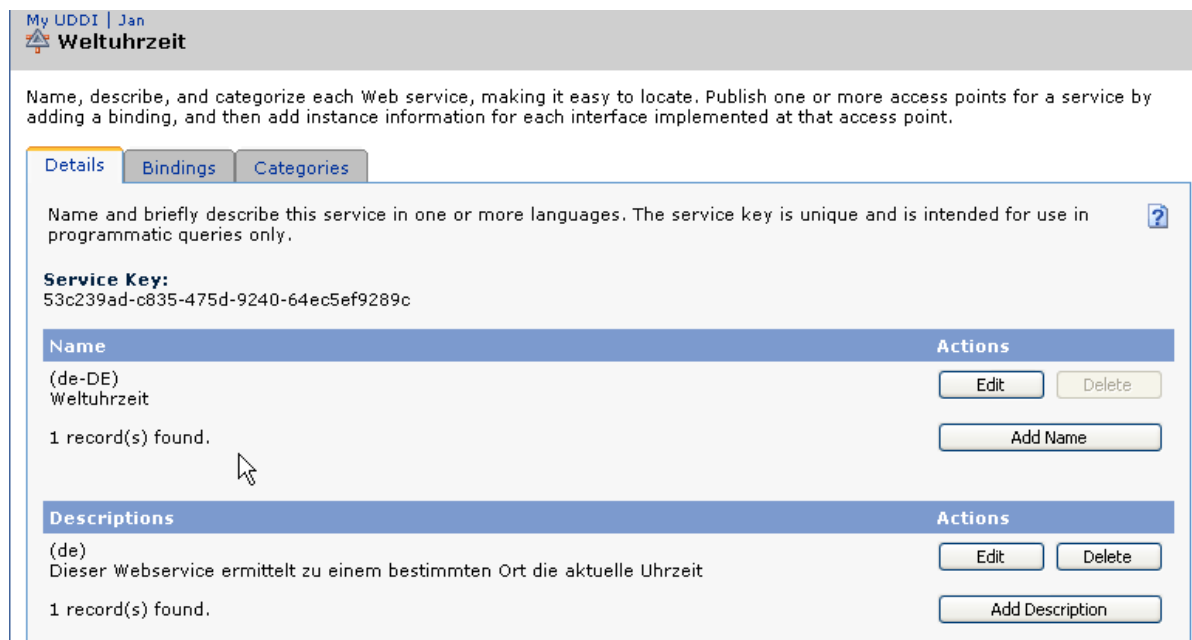 My UDDI | Jan
Weltuhrzeit
Name, describe, and categorize each Web service, making it easy to locate. Publish one or more access points for a service by
adding a binding, and then add instance information for each interface implemented at that access point.
Details Bindings Categories
Name and briefly describe this service in one or more languages. The service key is unique and is intended for use in
programmatic queries only.
?
Service Key:
53c239ad-c835-475d-9240-64ec5ef9289c
Name Actions
(de-DE)
Weltuhrzeit
Edit Delete
1 record(s) found. Add Name
Descriptions Actions
(de)
Dieser Webservice ermittelt zu einem bestimmten Ort die aktuelle Uhrzeit
Edit Delete
1 record(s) found. Add Description